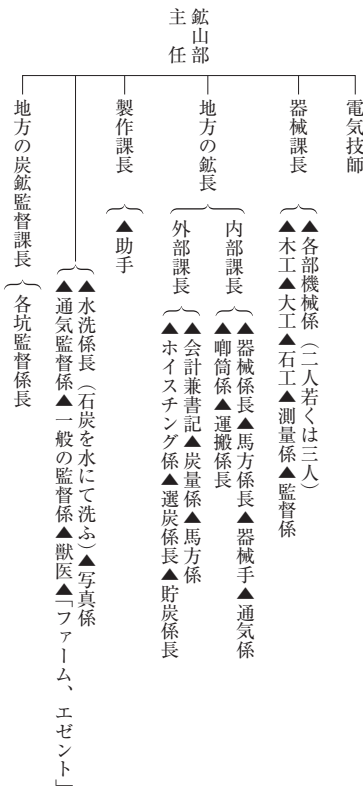 鉱山部
主任
電気技師
器械課長
▲各部機械係（二人若くは三人）
▲木工▲大工▲石工▲測量係▲監督係
地方の鉱長
内部課長
▲器械係長▲馬方係長▲器械手▲通気係
▲喞筒係▲運搬係長
外部課長
▲会計兼書記▲炭量係▲馬方係
▲ホイスチング係▲選炭係長▲貯炭係長
製作課長
▲助手
▲水洗係長（石炭を水にて洗ふ）▲写真係
▲通気監督係▲一般の監督係▲獣医▲「ファーム、エゼント」
地方の炭鉱監督課長
各坑監督係長